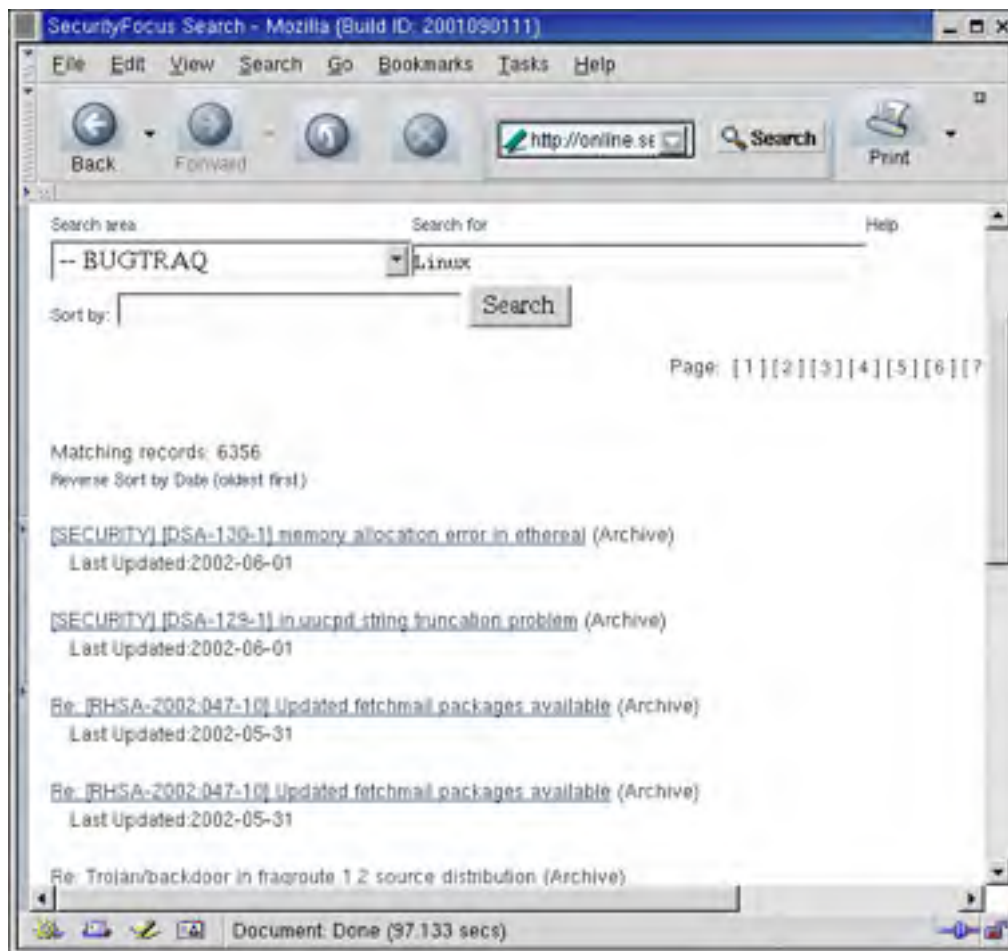 SecurityFocus Search - Mozilla {Build ID: 2001090111}
File Edit View Search Go Bookmarks Tasks Help
Back Forward http://online.se Search Print
Search area Search for Help
-- BUGTRAQ Linux
Sort by: Search
Page: [ 1 ] [ 2 ] [ 3 ] [ 4 ] [ 5 ] [ 6 ] [ 7
Matching records: 6356
Reverse Sort by Date (oldest first)
[SECURITY] [DSA-130-1] memory allocation error in ethereal (Archive)
Last Updated:2002-06-01
[SECURITY] [DSA-129-1] in.uucpd string truncation problem (Archive)
Last Updated:2002-06-01
Re: [RHSA-2002:047-10] Updated fetchmail packages available (Archive)
Last Updated:2002-05-31
Re: [RHSA-2002:047-10] Updated fetchmail packages available (Archive)
Last Updated:2002-05-31
Re: Trojan/backdoor in fragroute 1.2 source distribution (Archive)
Document: Done (97.133 secs)